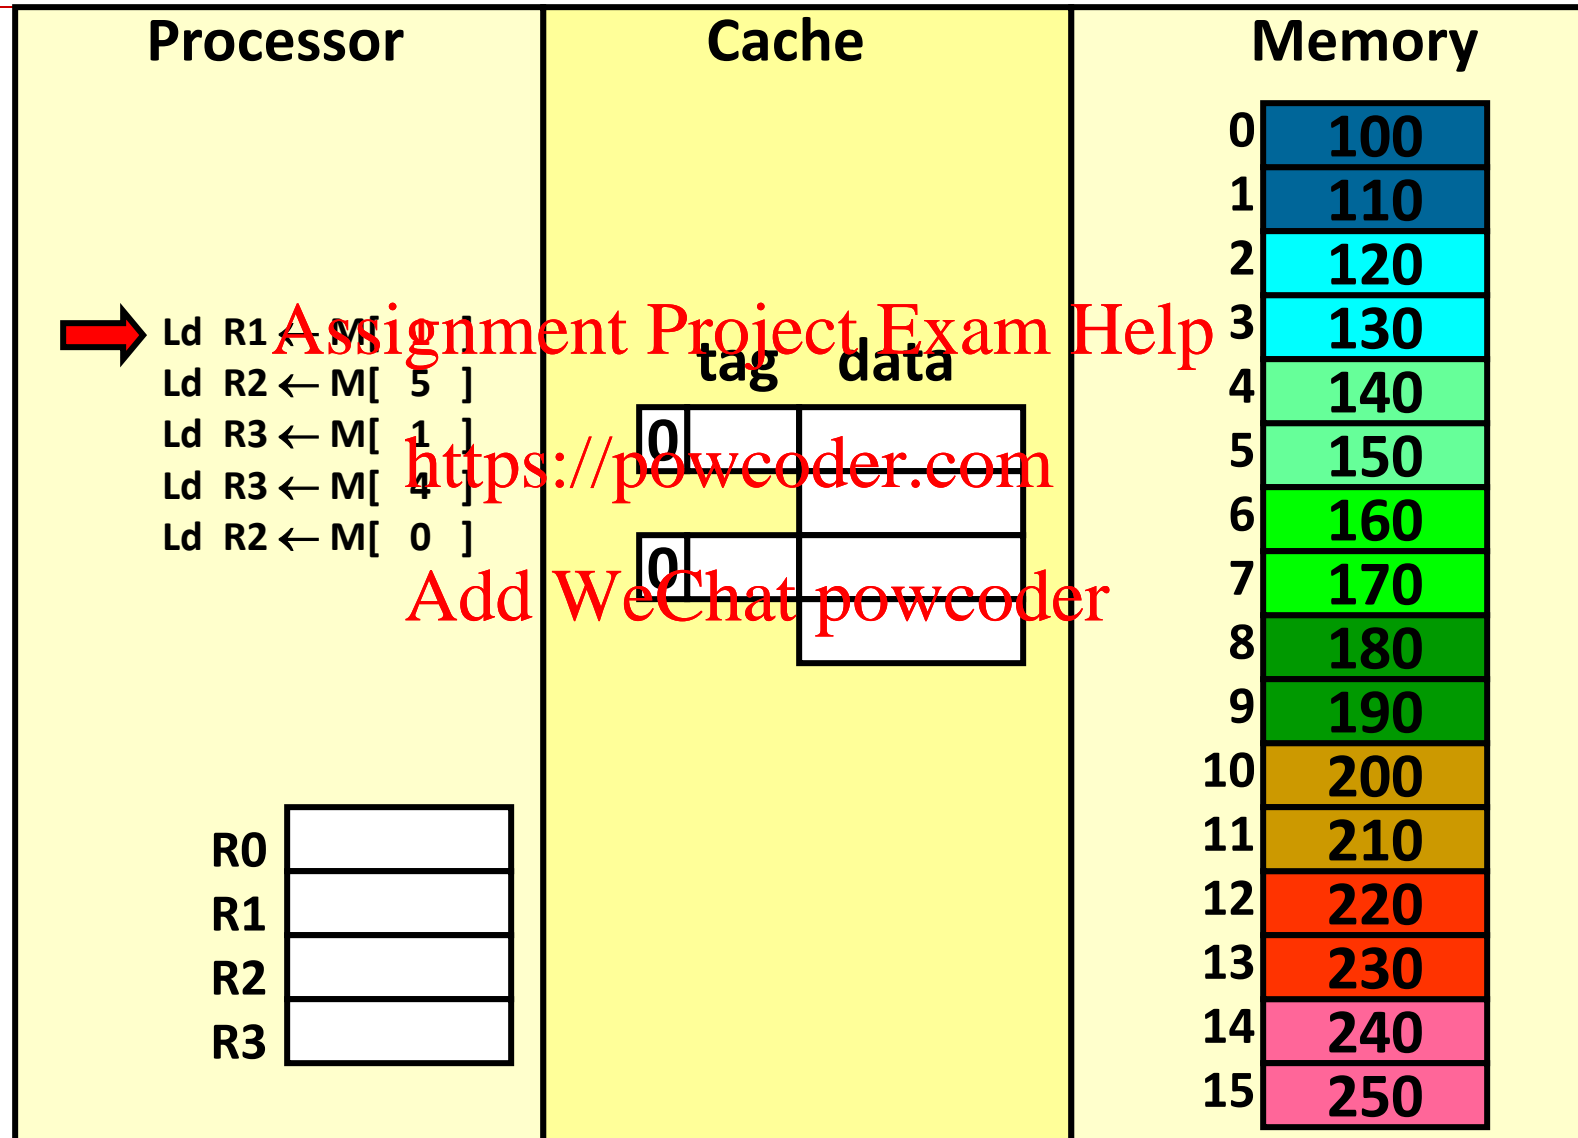 Processor
Cache
Memory
Ld R1 ← M[ 1 ]
Ld R2 ← M[ 5 ]
Ld R3 ← M[ 1 ]
Ld R3 ← M[ 4 ]
Ld R2 ← M[ 0 ]
R0
R1
R2
R3
tag data
0
0
0 100
1 110
2 120
3 130
4 140
5 150
6 160
7 170
8 180
9 190
10 200
11 210
12 220
13 230
14 240
15 250
Assignment Project Exam Help
https://powcoder.com
Add WeChat powcoder